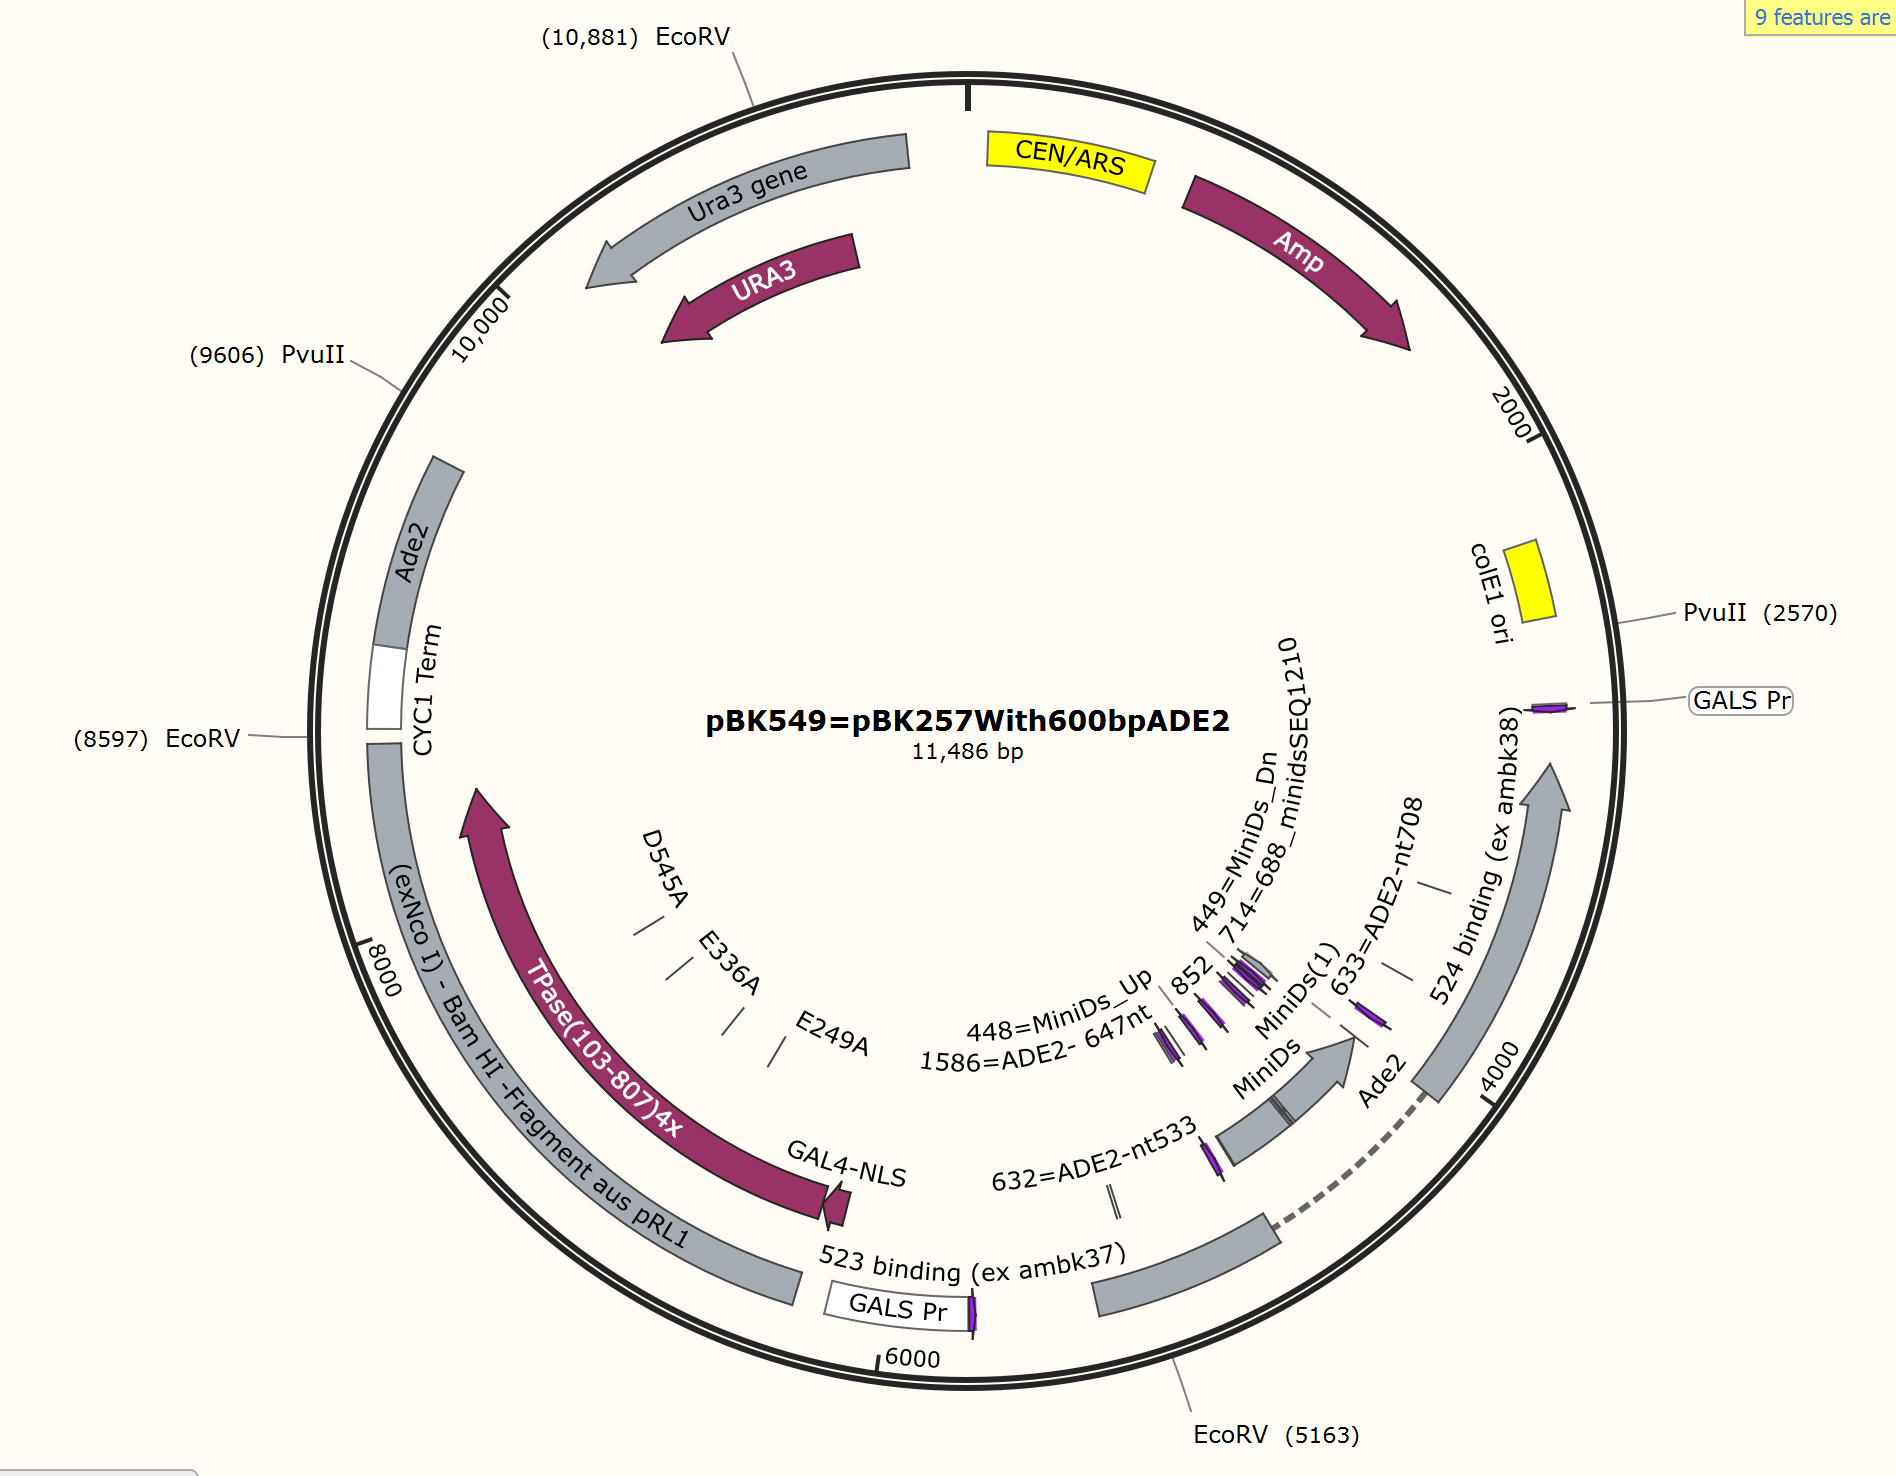 9 features are
(10,881) EcoRV
CEN/ARS
Ura3 gene
Amp
URA3
10,000
(9606) PvuII
2000
Ade2
colE1 ori
PvuII (2570)
CYC1 Term
GALS Pr
pBK549=pBK257With600bpADE2
11,486 bp
(8597) EcoRV
714=688_minidsSEQ1210
449=MiniDs_Dn
524 binding (ex ambk38)
633=ADE2-nt708
D545A
E336A
E249A
852
MiniDs(1)
448=MiniDs_Up
1586=ADE2- 647nt
8000
(exNco I) - Bam HI -Fragment aus pRL1
TPase(103-807)4x
MiniDs
Ade2
4000
632=ADE2-nt533
GAL4-NLS
523 binding (ex ambk37)
GALS Pr
6000
EcoRV (5163)